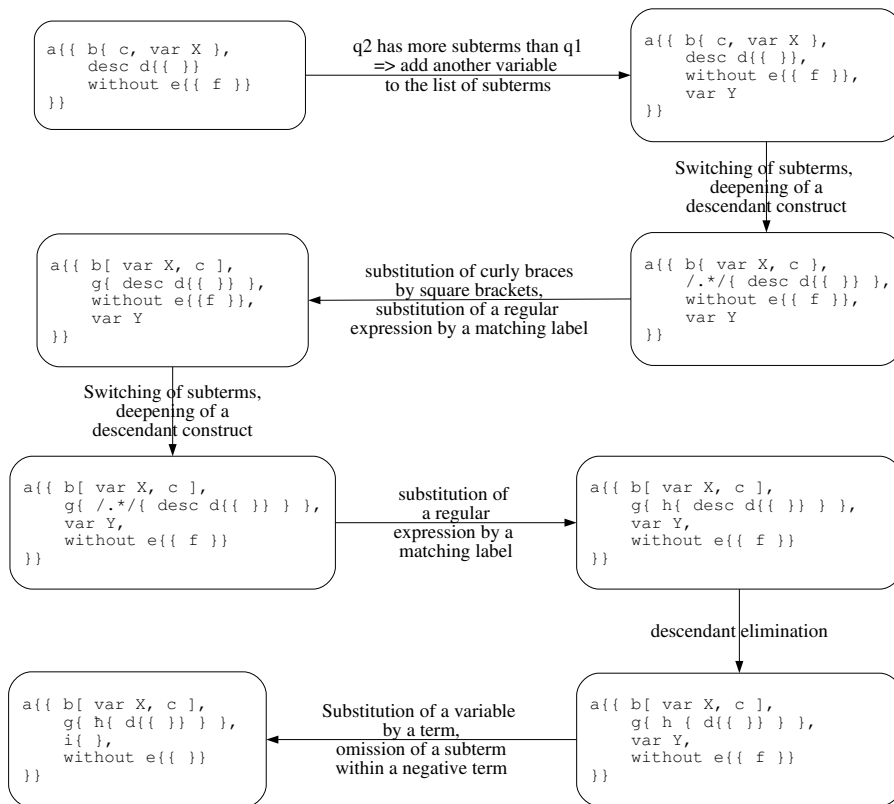 a{{ b{ c, var X },
desc d{{ }}
without e{{ f }}
}}
q2 has more subterms than q1
=> add another variable
to the list of subterms
a{{ b{ c, var X },
desc d{{ }},
without e{{ f }},
var Y
}}
Switching of subterms,
deepening of a
descendant construct
a{{ b{ var X, c },
/.*/{ desc d{{ }} },
without e{{ f }},
var Y
}}
substitution of curly braces
by square brackets,
substitution of a regular
expression by a matching label
a{{ b[ var X, c ],
g{ desc d{{ }} },
without e{{f }},
var Y
}}
Switching of subterms,
deepening of a
descendant construct
a{{ b[ var X, c ],
g{ /.*/{ desc d{{ }} } },
var Y,
without e{{ f }}
}}
substitution of
a regular
expression by a
matching label
a{{ b[ var X, c ],
g{ h{ desc d{{ }} } },
var Y,
without e{{ f }}
}}
descendant elimination
a{{ b[ var X, c ],
g{ h { d{{ }} } },
var Y,
without e{{ f }}
}}
Substitution of a variable
by a term,
omission of a subterm
within a negative term
a{{ b[ var X, c ],
g{ ħ{ d{{ }} } },
i{ },
without e{{ }}
}}